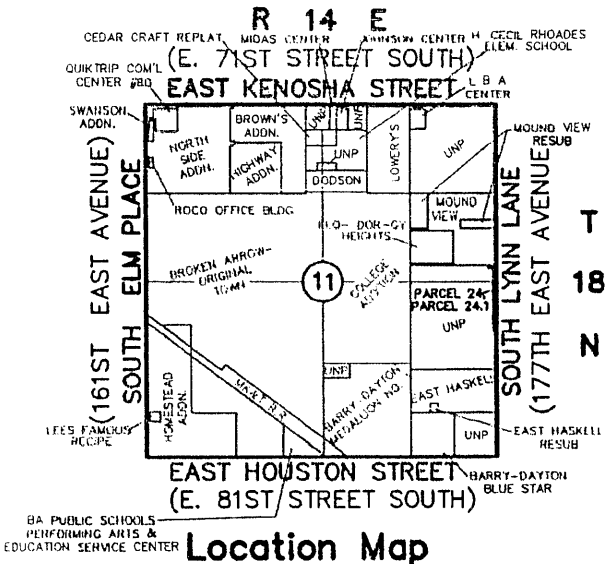 R 14 E
CEDAR CRAFT REPLAT
MIDAS CENTER
JOHNSON CENTER
H CECIL RHOADES
ELEM. SCHOOL
(E. 71ST STREET SOUTH)
QUIKTRIP COM'L
CENTER
EAST KENOSHA STREET
L B A
CENTER
SWANSON
ADDN.
NORTH
SIDE
ADDN.
BROWN'S
ADDN.
HIGHWAY
ADDN.
UNP
UNP
UNP
DODSON
LOWERY'S
UNP
MOUND VIEW
RESUB
MOUND
VIEW
ROCO OFFICE BLDG
HEIGHTS
(161ST EAST AVENUE)
SOUTH ELM PLACE
BROKEN ARROW-
ORIGINAL
TOWN
11
COLLEGE
ADDITION
PARCEL 24,
PARCEL 24.1
UNP
SOUTH LYNN LANE
(177TH EAST AVENUE)
T
18
N
HOMESTEAD
ADDN.
M.K.&T. R.R.
UNP
BARRY-DAYTON
MEDALLION NO.
EAST HASKELL
UNP
LEES FAMOUS
RECIPE
EAST HASKELL
RESUB
EAST HOUSTON STREET
(E. 81ST STREET SOUTH)
BARRY-DAYTON
BLUE STAR
BA PUBLIC SCHOOLS
PERFORMING ARTS &
EDUCATION SERVICE CENTER
Location Map